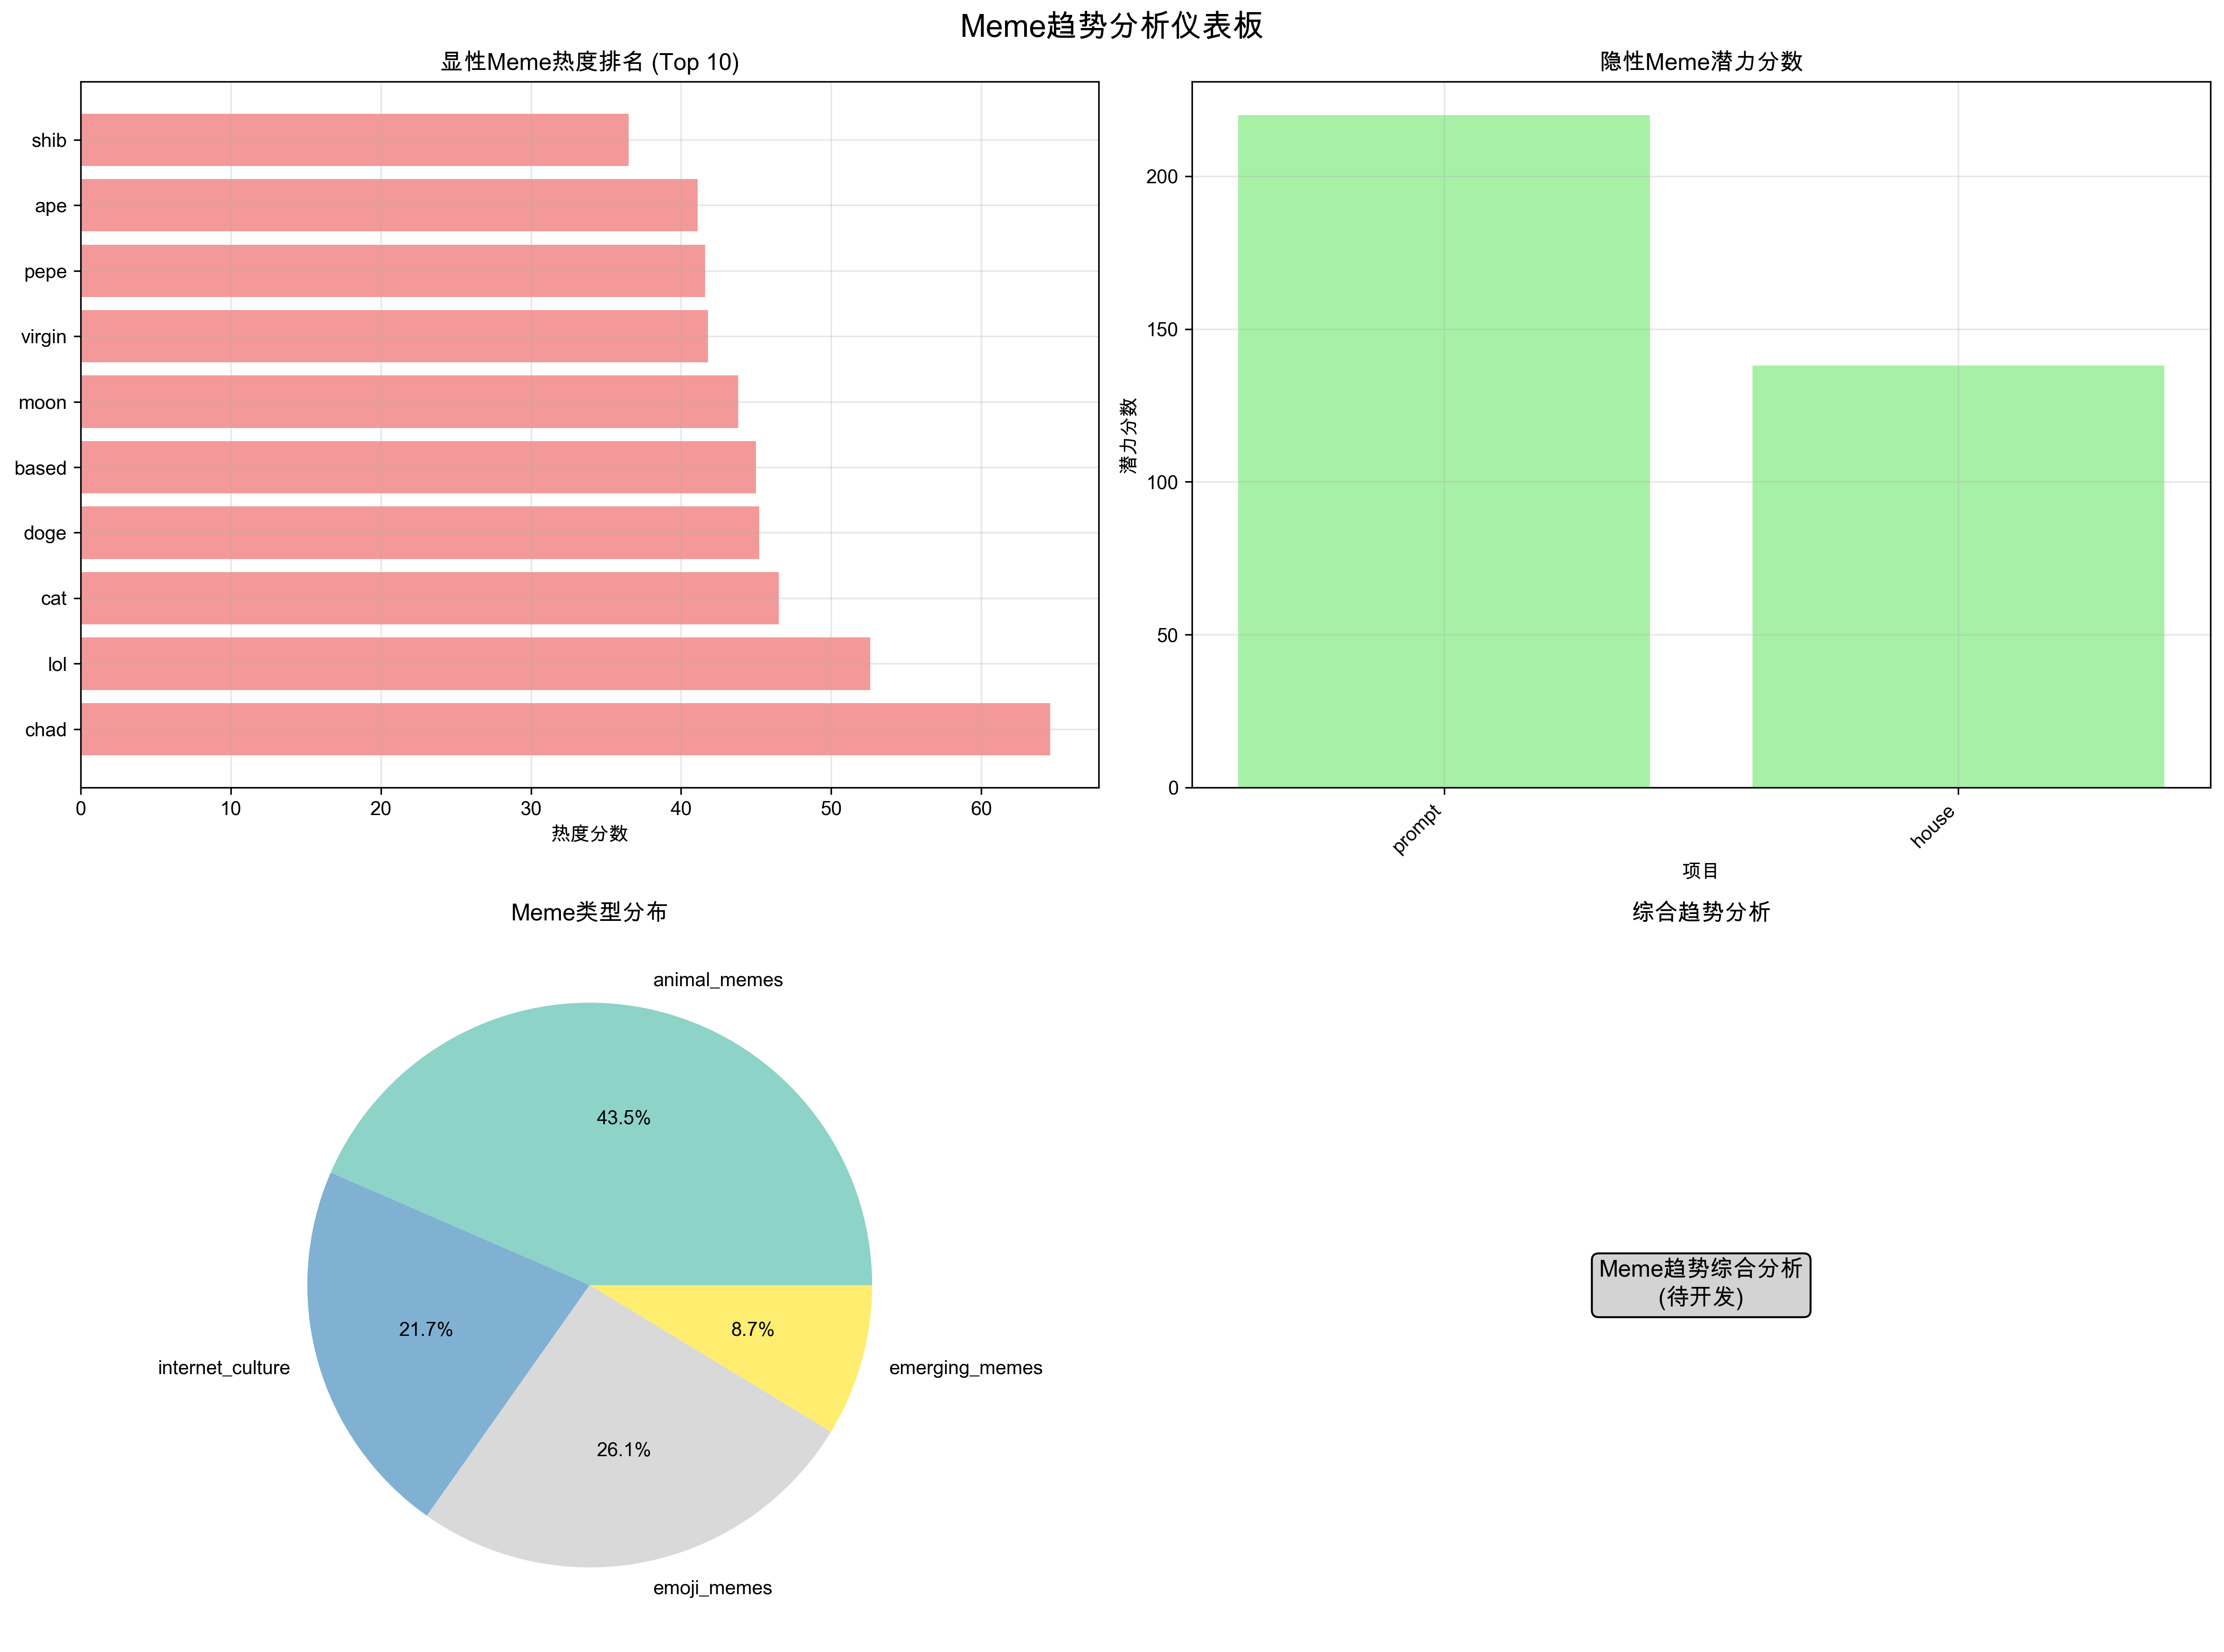 Meme趋势分析仪表板
显性Meme热度排名 (Top 10)
shib
ape
pepe
virgin
moon
based
doge
cat
lol
chad
0 10 20 30 40 50 60
热度分数
隐性Meme潜力分数
潜力分数
200
150
100
50
0
prompt
house
项目
Meme类型分布
animal_memes
43.5%
21.7%
8.7%
internet_culture
emerging_memes
26.1%
emoji_memes
综合趋势分析
Meme趋势综合分析
(待开发)